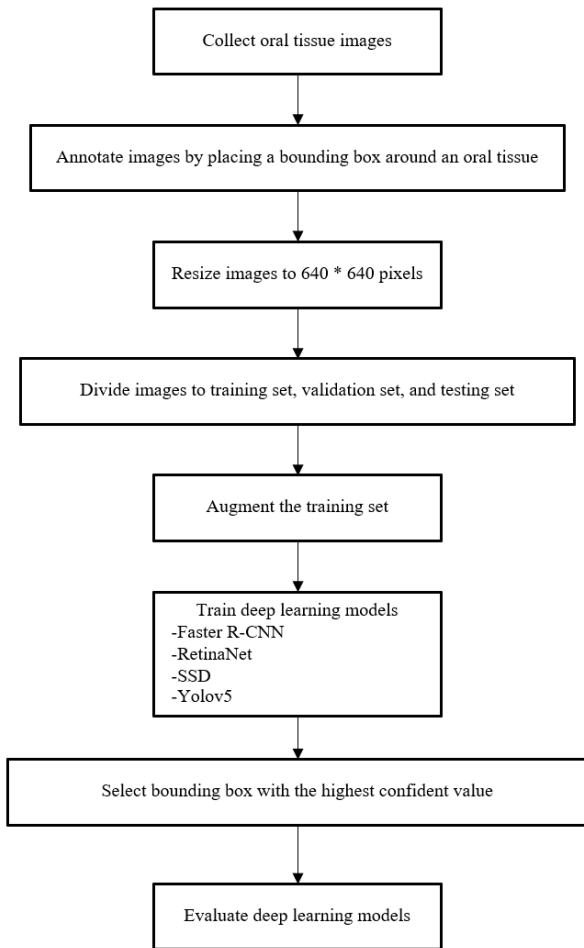 Collect oral tissue images
Annotate images by placing a bounding box around an oral tissue
Resize images to 640 * 640 pixels
Divide images to training set, validation set, and testing set
Augment the training set
Train deep learning models
-Faster R-CNN
-RetinaNet
-SSD
-Yolov5
Select bounding box with the highest confident value
Evaluate deep learning models